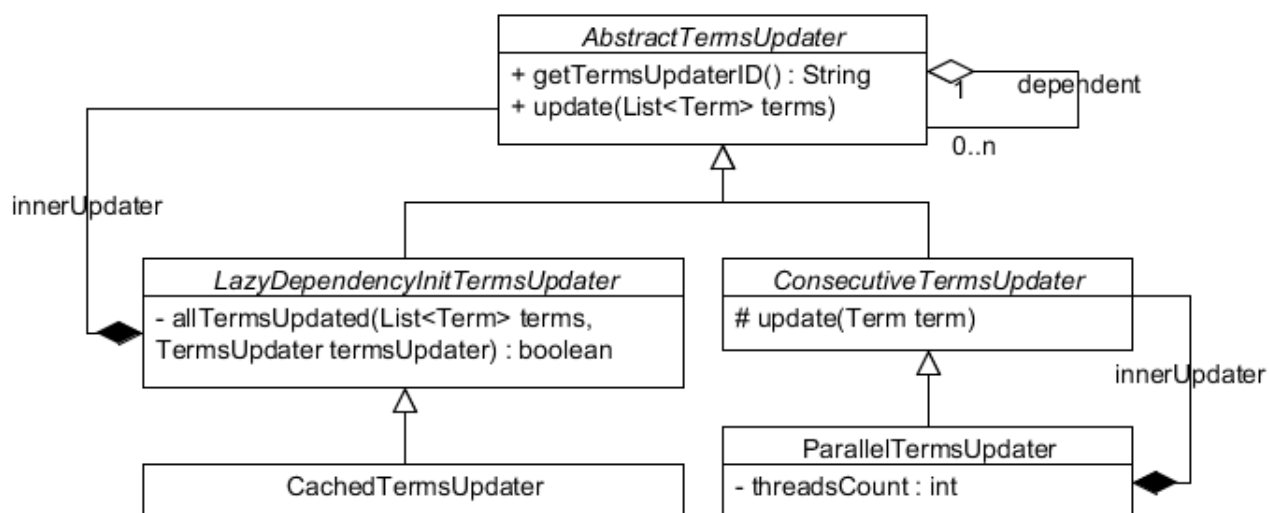 AbstractTermsUpdater
+ getTermsUpdaterID() : String
+ update(List<Term> terms)
1
dependent
0..n
innerUpdater
LazyDependencyInitTermsUpdater
- allTermsUpdated(List<Term> terms,
TermsUpdater termsUpdater) : boolean
ConsecutiveTermsUpdater
# update(Term term)
innerUpdater
CachedTermsUpdater
ParallelTermsUpdater
- threadsCount : int